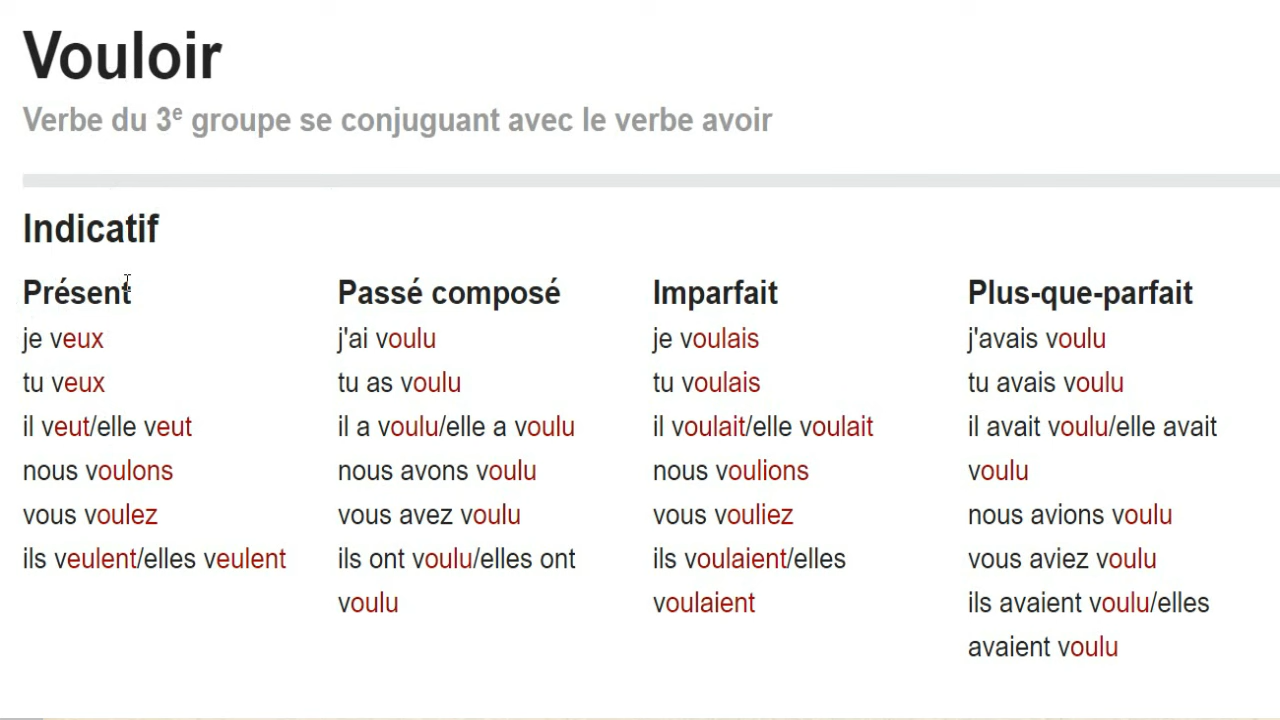 Vouloir
Verbe du 3e groupe se conjuguant avec le verbe avoir
Indicatif
Présent
je veux
tu veux
il veut/elle veut
nous voulons
vous voulez
ils veulent/elles veulent
Passé composé
j'ai voulu
tu as voulu
il a voulu/elle a voulu
nous avons voulu
vous avez voulu
ils ont voulu/elles ont
voulu
Imparfait
je voulais
tu voulais
il voulait/elle voulait
nous voulions
vous vouliez
ils voulaient/elles
voulaient
Plus-que-parfait
j'avais voulu
tu avais voulu
il avait voulu/elle avait
voulu
nous avions voulu
vous aviez voulu
ils avaient voulu/elles
avaient voulu